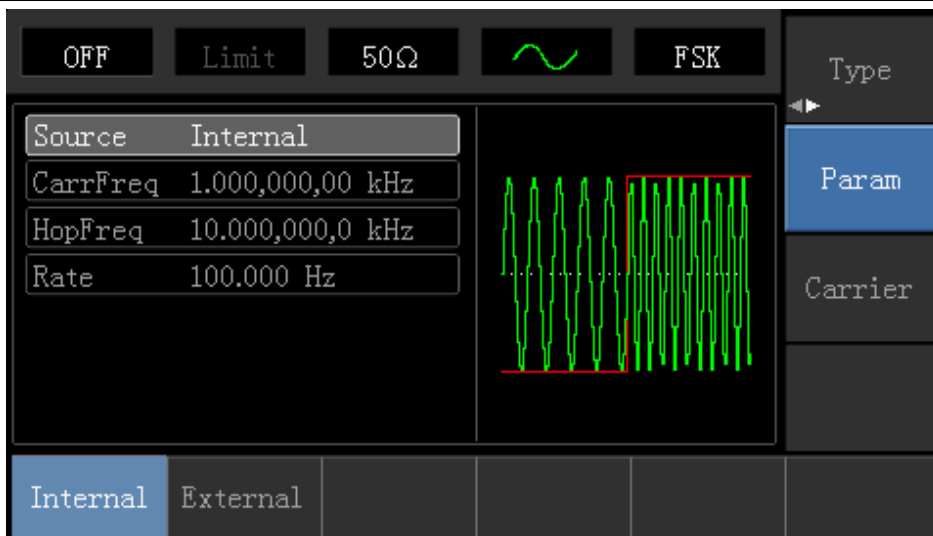 OFF Limit 50Ω FSK
Type
Source Internal
CarrFreq 1.000,000,00 kHz
Param
HopFreq 10.000,000,0 kHz
Rate 100.000 Hz
Carrier
Internal External